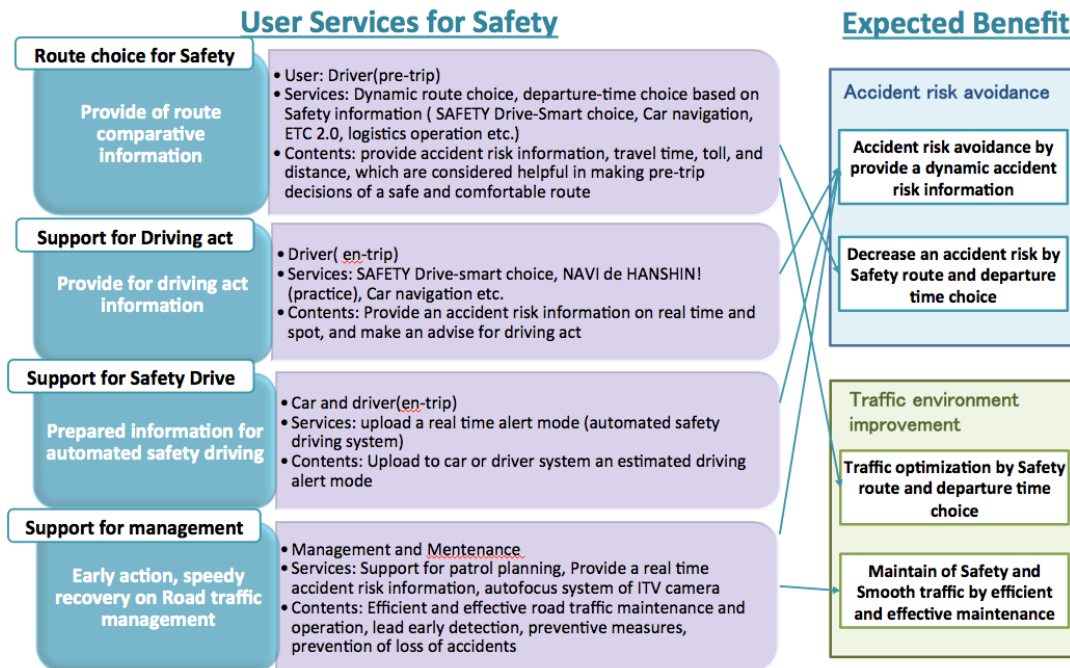 User Services for Safety
Expected Benefit
Route choice for Safety
Provide of route
comparative
information
• User: Driver(pre-trip)
• Services: Dynamic route choice, departure-time choice based on
Safety information ( SAFETY Drive-Smart choice, Car navigation,
ETC 2.0, logistics operation etc.)
• Contents: provide accident risk information, travel time, toll, and
distance, which are considered helpful in making pre-trip
decisions of a safe and comfortable route
Support for Driving act
Provide for driving act
information
• Driver( en-trip)
• Services: SAFETY Drive-smart choice, NAVI de HANSHIN!
(practice), Car navigation etc.
• Contents: Provide an accident risk information on real time and
spot, and make an advise for driving act
Support for Safety Drive
Prepared information for
automated safety driving
• Car and driver(en-trip)
• Services: upload a real time alert mode (automated safety
driving system)
• Contents: Upload to car or driver system an estimated driving
alert mode
Support for management
Early action, speedy
recovery on Road traffic
management
• Management and Mentenance
• Services: Support for patrol planning, Provide a real time
accident risk information, autofocus system of ITV camera
• Contents: Efficient and effective road traffic maintenance and
operation, lead early detection, preventive measures,
prevention of loss of accidents
Accident risk avoidance
Accident risk avoidance by
provide a dynamic accident
risk information
Decrease an accident risk by
Safety route and departure
time choice
Traffic environment
improvement
Traffic optimization by Safety
route and departure time
choice
Maintain of Safety and
Smooth traffic by efficient
and effective maintenance